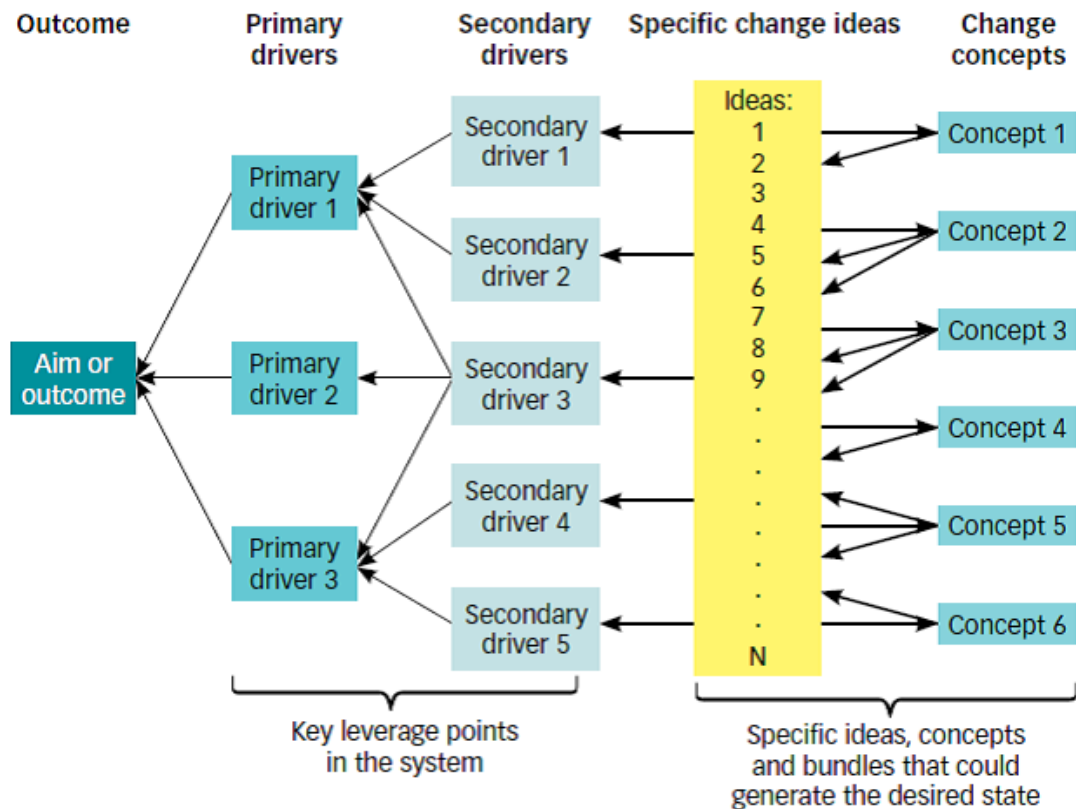 Outcome
Primary
drivers
Secondary
drivers
Specific change ideas
Change
concepts
Aim or
outcome
Primary
driver 1
Primary
driver 2
Primary
driver 3
Secondary
driver 1
Secondary
driver 2
Secondary
driver 3
Secondary
driver 4
Secondary
driver 5
Ideas:
1
2
3
4
5
6
7
8
9
.
.
.
.
.
.
.
.
N
Concept 1
Concept 2
Concept 3
Concept 4
Concept 5
Concept 6
Key leverage points
in the system
Specific ideas, concepts
and bundles that could
generate the desired state